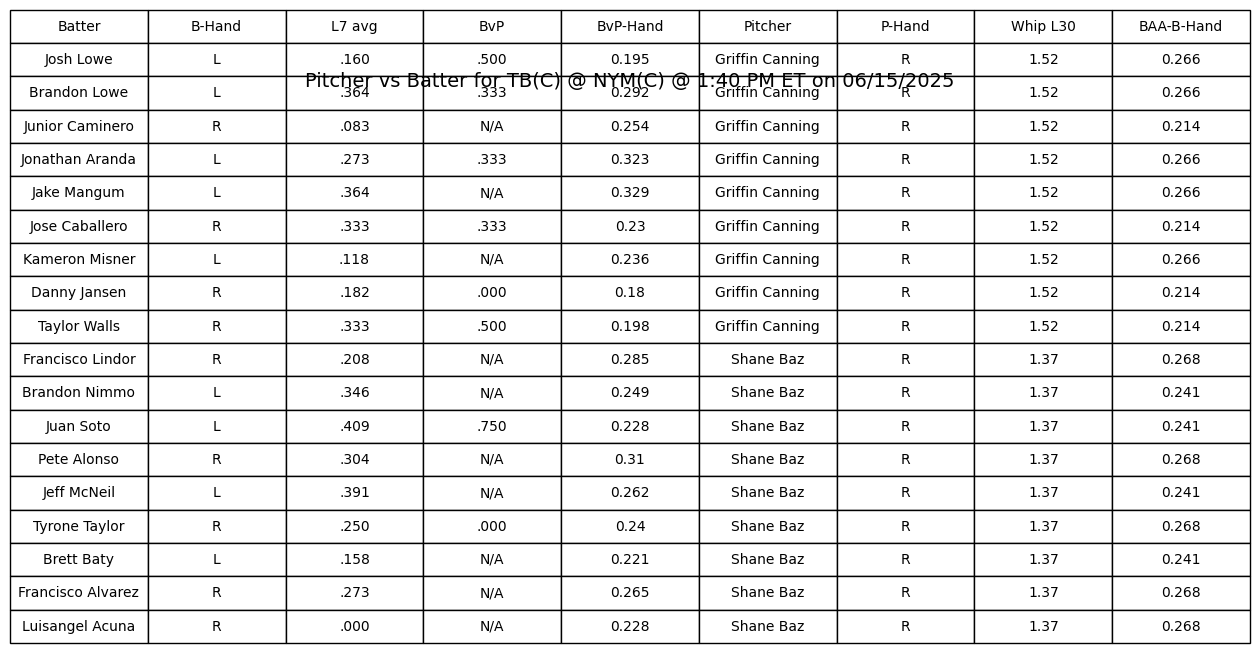 Batter B-Hand L7 avg BvP BvP-Hand Pitcher P-Hand Whip L30 BAA-B-Hand
Josh Lowe L .160 .500 0.195 Griffin Canning R 1.52 0.266
Pitcher vs Batter for TB(C) @ NYM(C) @ 1:40 PM ET on 06/15/2025
Brandon Lowe L .364 .333 0.292 Griffin Canning R 1.52 0.266
Junior Caminero R .083 N/A 0.254 Griffin Canning R 1.52 0.214
Jonathan Aranda L .273 .333 0.323 Griffin Canning R 1.52 0.266
Jake Mangum L .364 N/A 0.329 Griffin Canning R 1.52 0.266
Jose Caballero R .333 .333 0.23 Griffin Canning R 1.52 0.214
Kameron Misner L .118 N/A 0.236 Griffin Canning R 1.52 0.266
Danny Jansen R .182 .000 0.18 Griffin Canning R 1.52 0.214
Taylor Walls R .333 .500 0.198 Griffin Canning R 1.52 0.214
Francisco Lindor R .208 N/A 0.285 Shane Baz R 1.37 0.268
Brandon Nimmo L .346 N/A 0.249 Shane Baz R 1.37 0.241
Juan Soto L .409 .750 0.228 Shane Baz R 1.37 0.241
Pete Alonso R .304 N/A 0.31 Shane Baz R 1.37 0.268
Jeff McNeil L .391 N/A 0.262 Shane Baz R 1.37 0.241
Tyrone Taylor R .250 .000 0.24 Shane Baz R 1.37 0.268
Brett Baty L .158 N/A 0.221 Shane Baz R 1.37 0.241
Francisco Alvarez R .273 N/A 0.265 Shane Baz R 1.37 0.268
Luisangel Acuna R .000 N/A 0.228 Shane Baz R 1.37 0.268